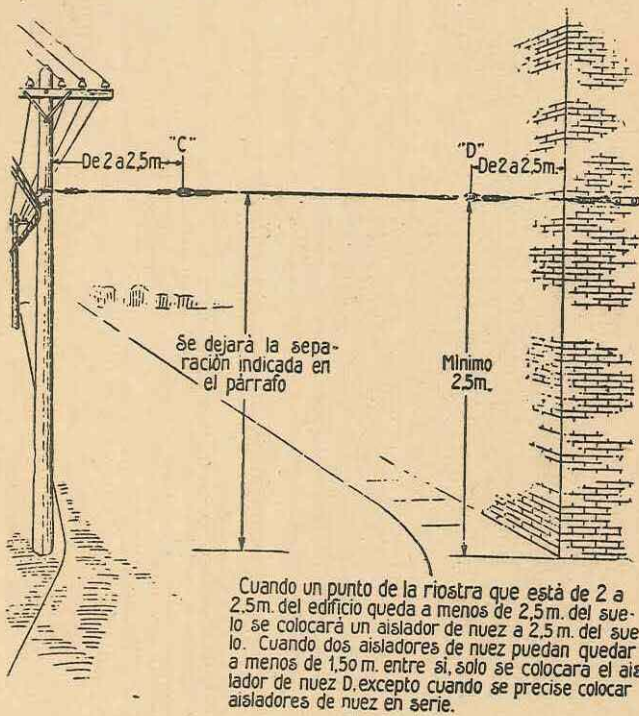 "C"
De 2 a 2,5m.
"D"
De 2 a 2,5m.
Se dejará la sepa-
ración indicada en
el párrafo
Mínimo
2,5m.
Cuando un punto de la riostra que está de 2 a
2,5m. del edificio queda a menos de 2,5m. del sue-
lo se colocará un aislador de nuez a 2,5 m. del sue
lo. Cuando dos aisladores de nuez puedan quedar
a menos de 1,50 m. entre si, solo se colocará el ais
lador de nuez D, excepto cuando se precise colocar
aisladores de nuez en serie.